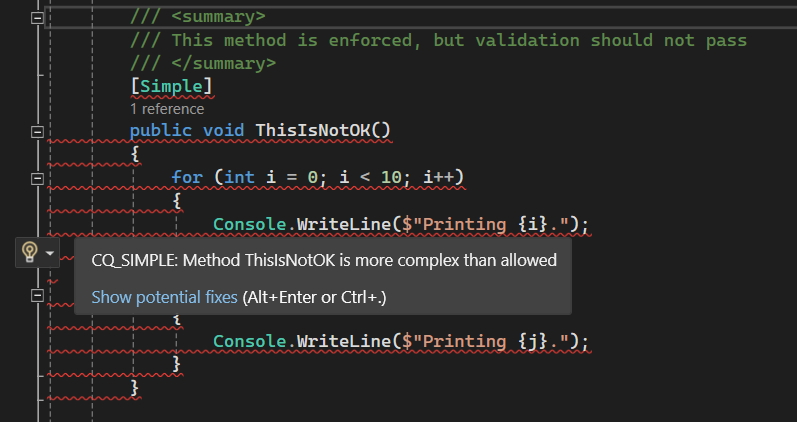 /// <summary>
/// This method is enforced, but validation should not pass
/// </summary>
[Simple]
1 reference
public void ThisIsNotOK()
{
for (int i = 0; i < 10; i++)
{
Console.WriteLine($"Printing {i}.");
CQ_SIMPLE: Method ThisIsNotOK is more complex than allowed
Show potential fixes (Alt+Enter or Ctrl+.)
{
Console.WriteLine($"Printing {j}.");
}
}